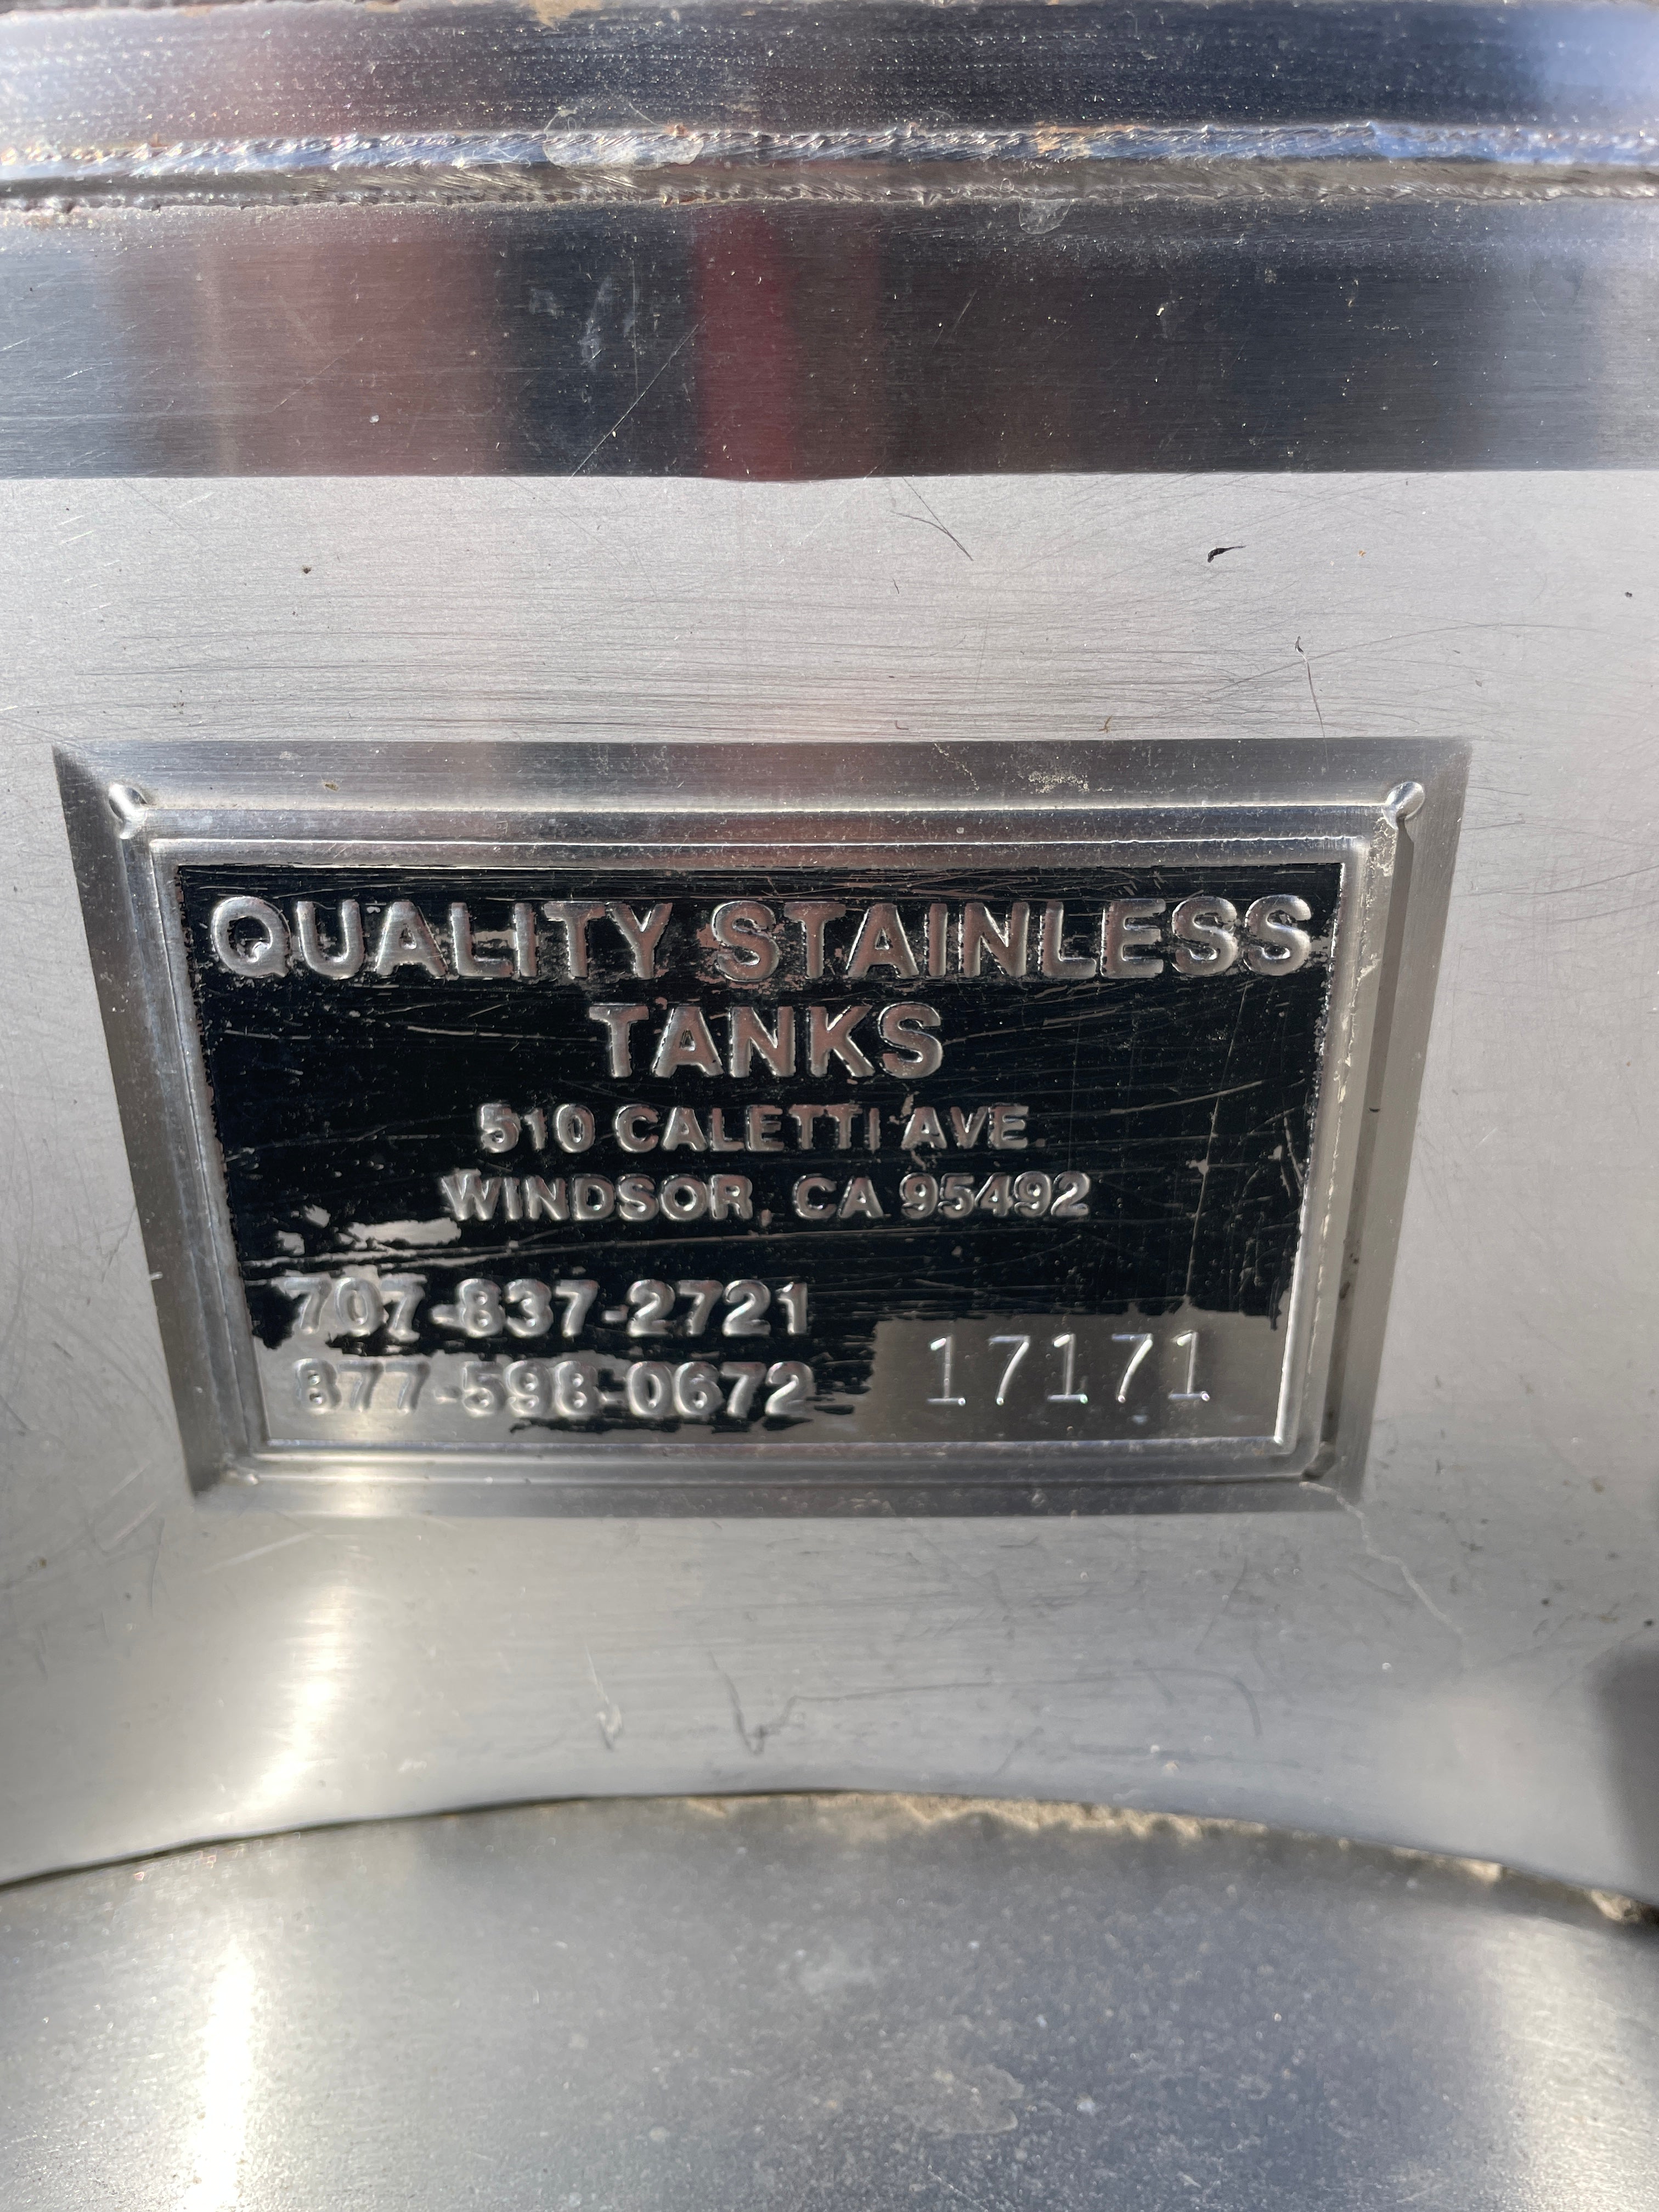 QUALITY STAINLESS
TANKS
510 CALETTI AVE.
WINDSOR, CA 95492
707-837-2721
877-598-0672
17171